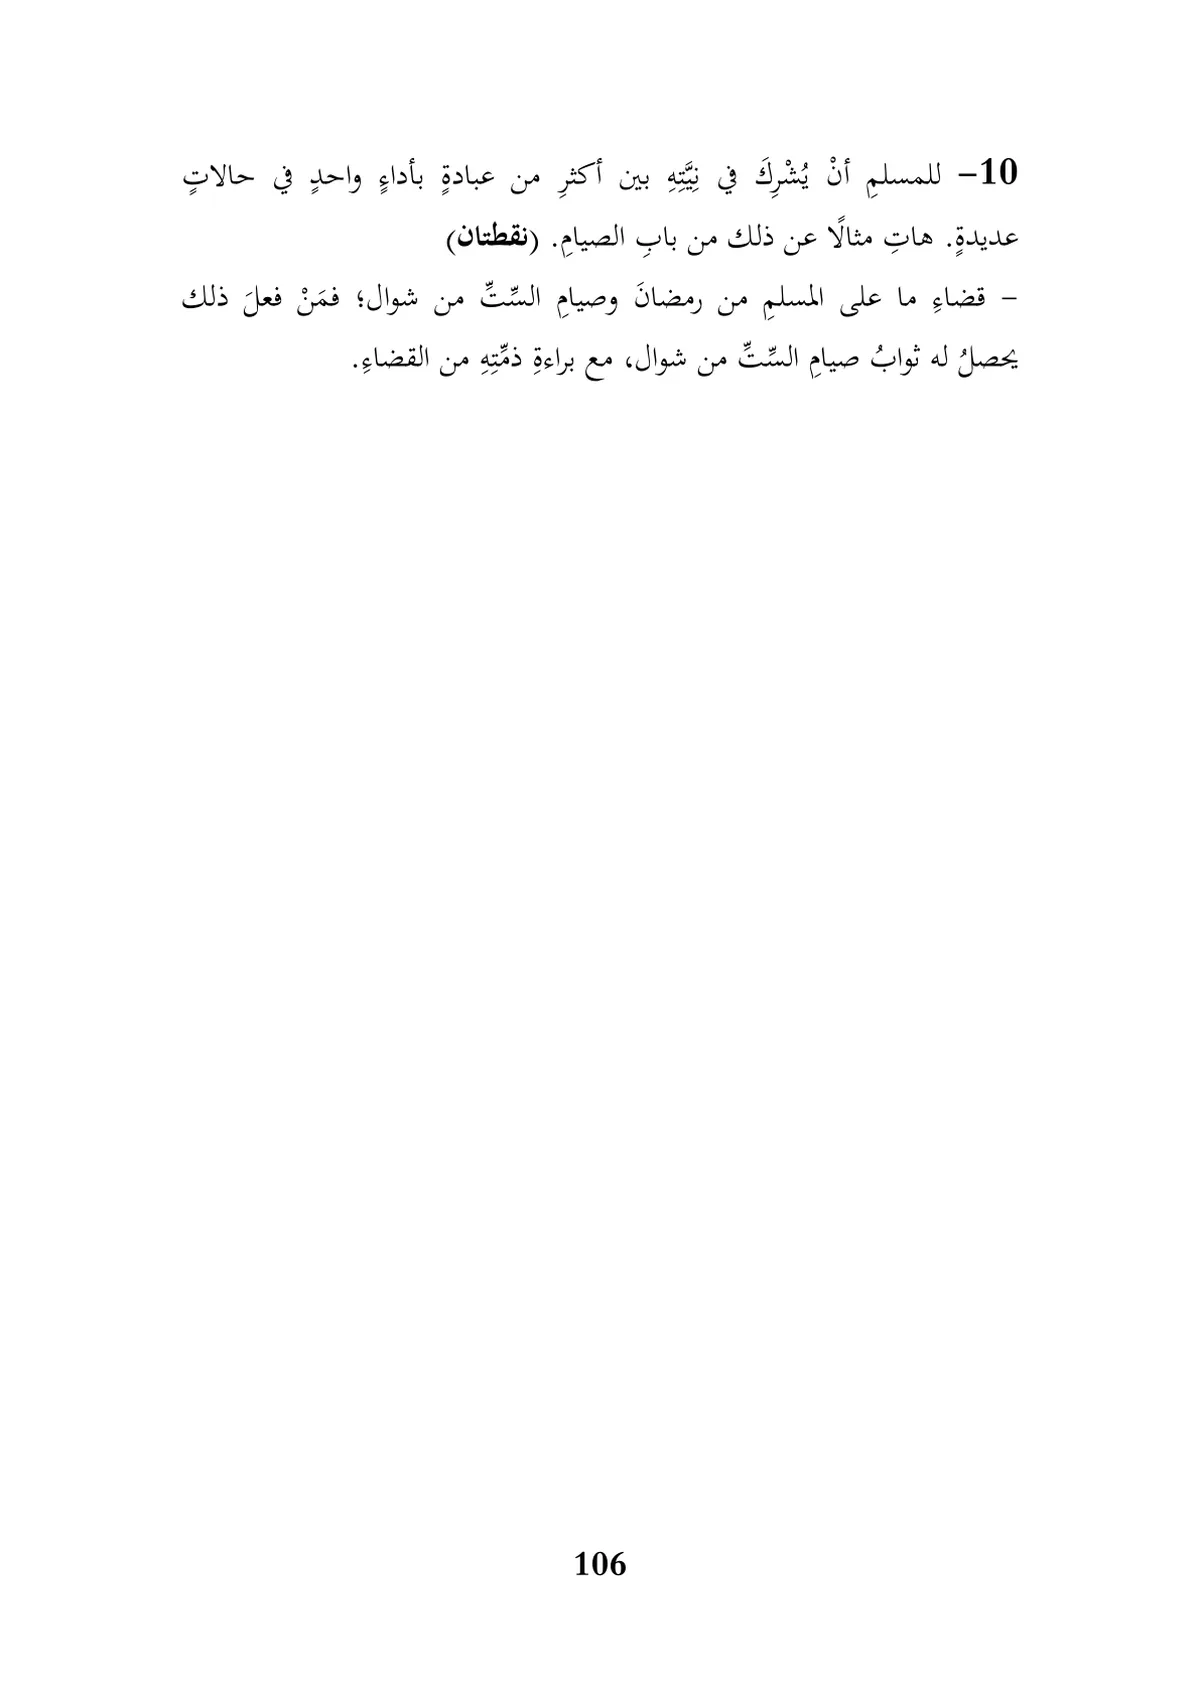 10- للمسلمِ أنْ يُشْرِكَ في نِيَّتِهِ بين أكثرِ من عبادةٍ بأداءٍ واحدٍ في حالاتٍ
عديدةٍ. هاتِ مثالًا عن ذلك من بابِ الصيامِ. (نقطتان)
- قضاءِ ما على المسلمِ من رمضانَ وصيامِ السِّتِّ من شوال؛ فمَنْ فعلَ ذلك
يحصلُ له ثوابُ صيامِ السِّتِّ من شوال، مع براءةِ ذمِّتِهِ من القضاءِ.
106